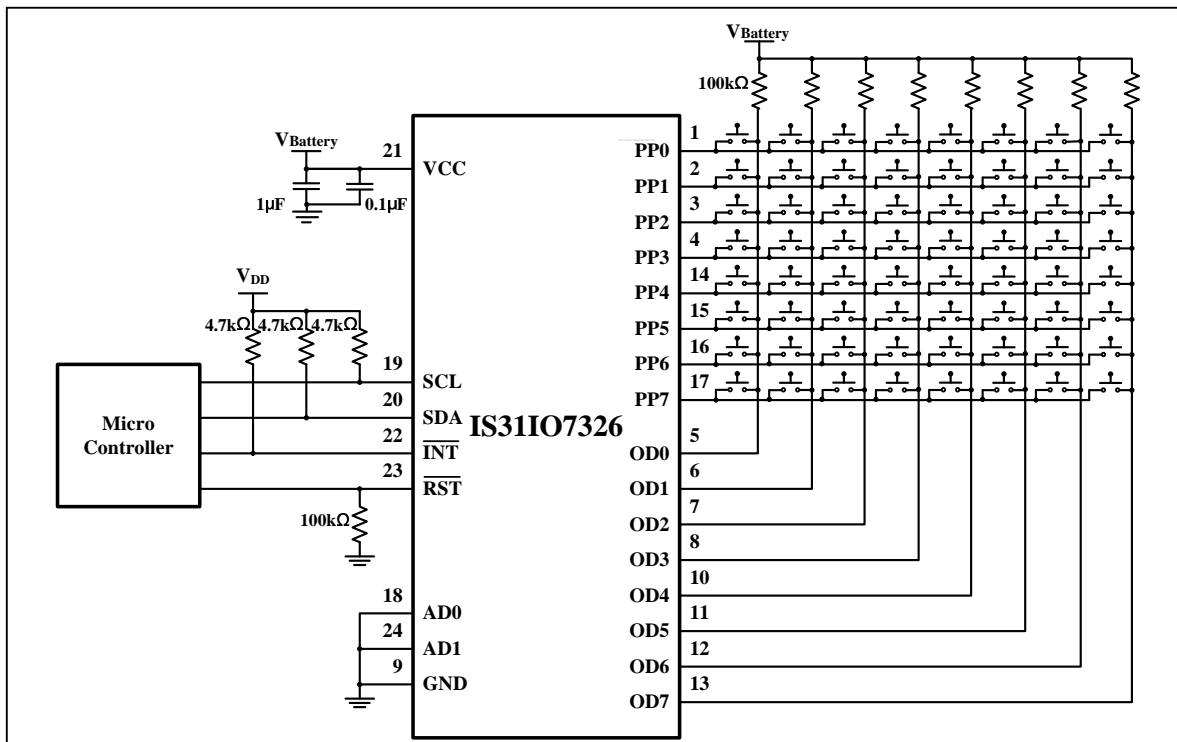 V_Battery
100kΩ
V_Battery
21
VCC
1µF
0.1µF
V_DD
4.7kΩ 4.7kΩ 4.7kΩ
Micro
Controller
19
SCL
20
SDA
22
INT
23
RST
100kΩ
18
AD0
24
AD1
9
GND
IS31IO7326
1
PP0
2
PP1
3
PP2
4
PP3
14
PP4
15
PP5
16
PP6
17
PP7
5
OD0
6
OD1
7
OD2
8
OD3
10
OD4
11
OD5
12
OD6
13
OD7